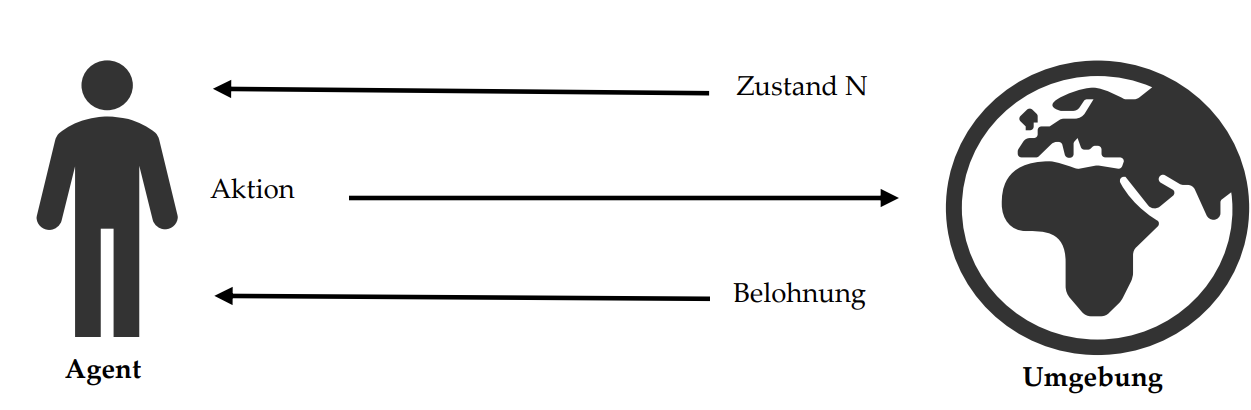 Zustand N
Aktion
Belohnung
Agent
Umgebung